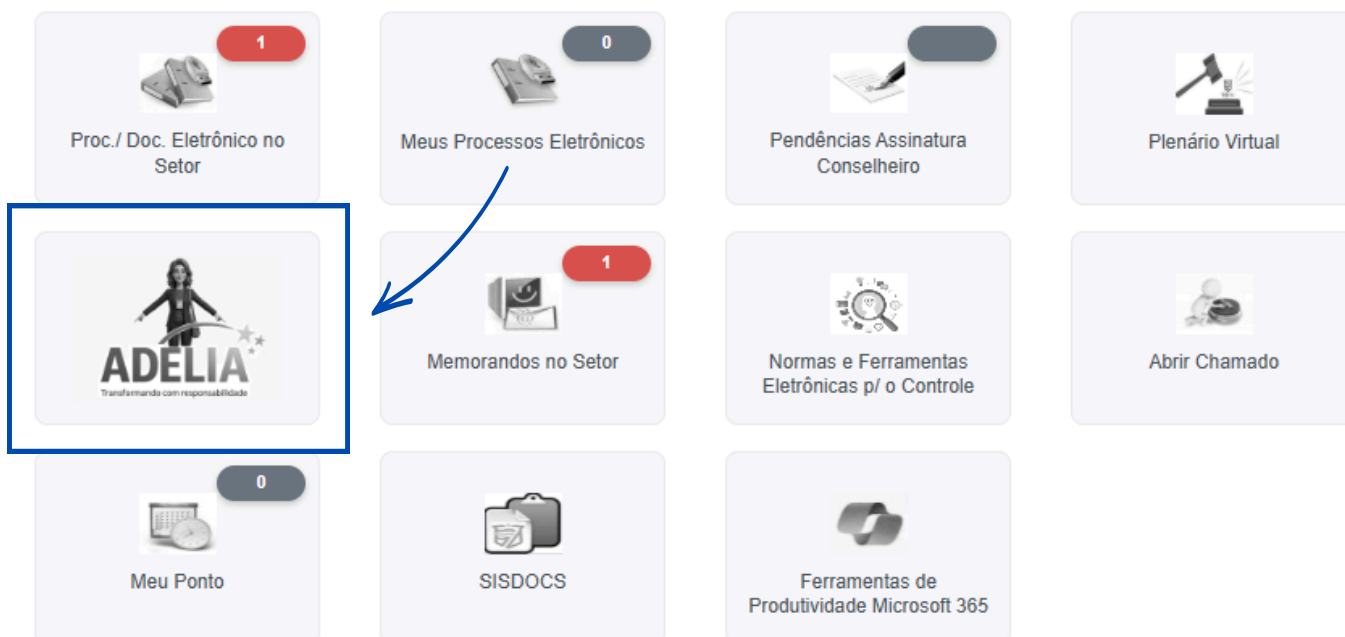 1
0
Proc./ Doc. Eletrônico no
Setor
Meus Processos Eletrônicos
Pendências Assinatura
Conselheiro
Plenário Virtual
ADELIA
Transformando com responsabilidade
1
Memorandos no Setor
Normas e Ferramentas
Eletrônicas p/ o Controle
Abrir Chamado
0
Meu Ponto
SISDOCS
Ferramentas de
Produtividade Microsoft 365